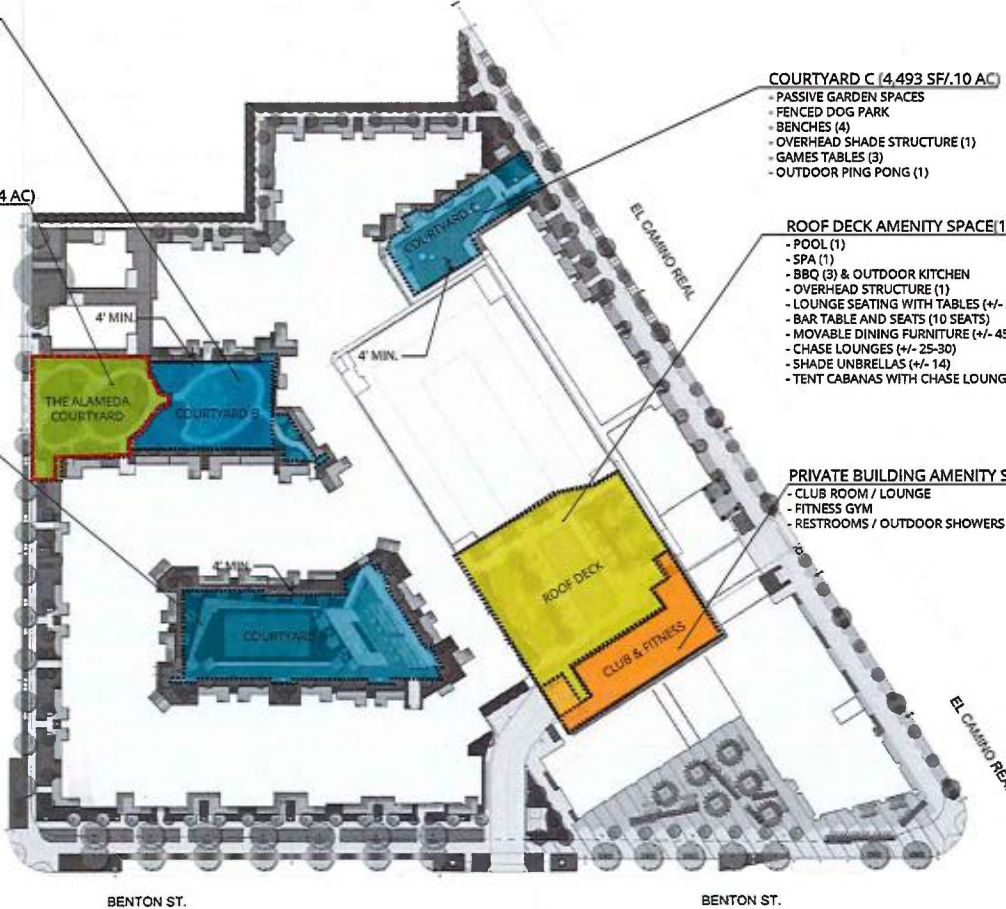 COURTYARD C (4,493 SF/.10 AC)
- PASSIVE GARDEN SPACES
- FENCED DOG PARK
- BENCHES (4)
- OVERHEAD SHADE STRUCTURE (1)
- GAMES TABLES (3)
- OUTDOOR PING PONG (1)
4 AC)
ROOF DECK AMENITY SPACE(1
- POOL (1)
- SPA (1)
- BBQ (3) & OUTDOOR KITCHEN
- OVERHEAD STRUCTURE (1)
- LOUNGE SEATING WITH TABLES (+/-
- BAR TABLE AND SEATS (10 SEATS)
- MOVABLE DINING FURNITURE (+/- 45
- CHASE LOUNGES (+/- 25-30)
- SHADE UNBRELLAS (+/- 14)
- TENT CABANAS WITH CHASE LOUNG
EL CAMINO REAL
COURTYARD C
4' MIN.
4' MIN.
THE ALAMEDA
COURTYARD
COURTYARD B
PRIVATE BUILDING AMENITY S
- CLUB ROOM / LOUNGE
- FITNESS GYM
- RESTROOMS / OUTDOOR SHOWERS
4' MIN.
ROOF DECK
COURTYARD
CLUB & FITNESS
EL CAMINO REA
BENTON ST.
BENTON ST.